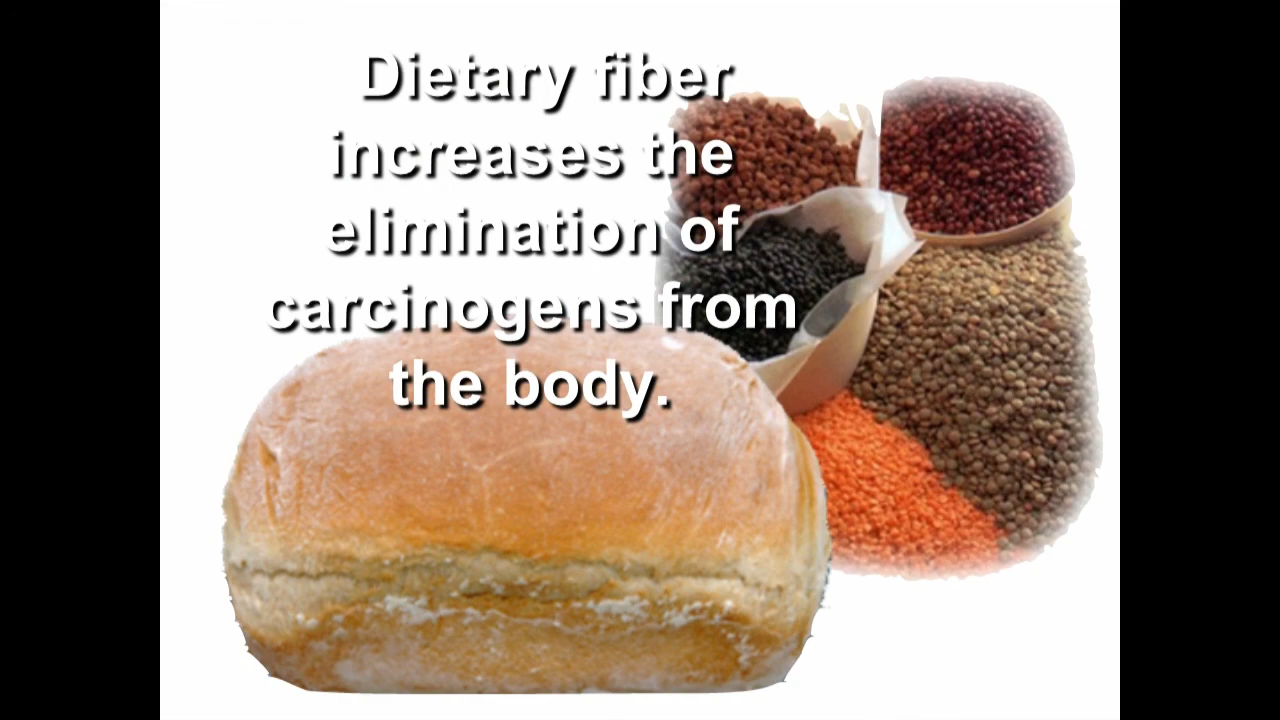 Dietary fiber
increases the
elimination of
carcinogens from
the body.